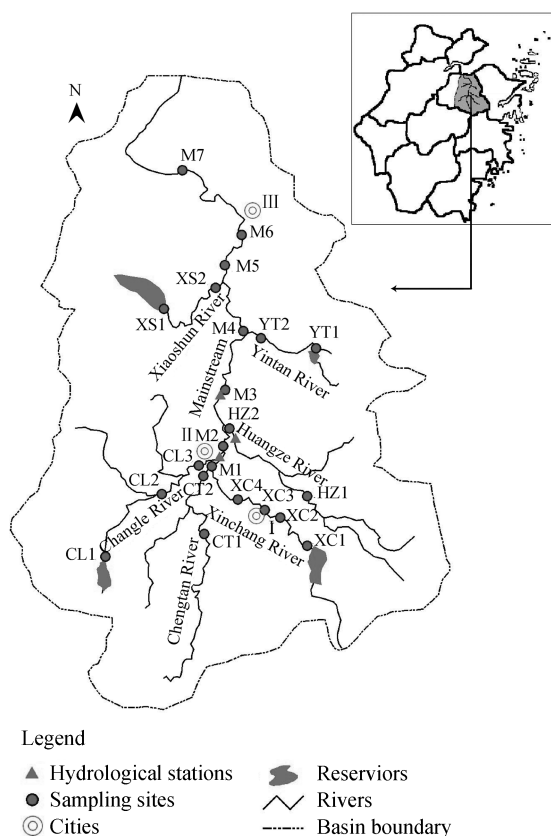 N
M7
III
M6
M5
XS2
XS1
M4
YT2
YT1
Xiaoshun River
Yintan River
Mainstream
M3
HZ2
II
M2
Huangze River
CL3
M1
CL2
CT2
XC4
XC3
HZ1
Changle River
I
XC2
Xinchang River
XC1
CL1
CT1
Chengtan River
Legend
Hydrological stations
Reserviors
Sampling sites
Rivers
Cities
Basin boundary